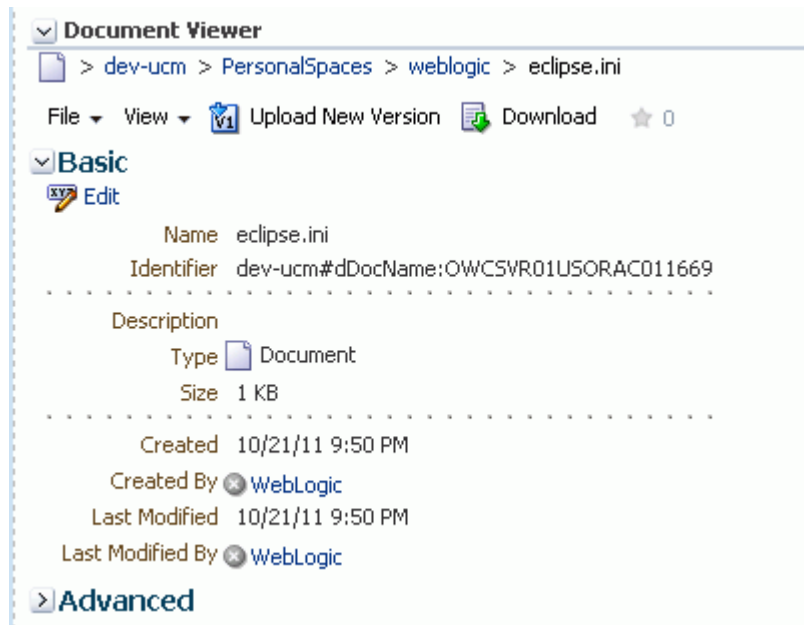 Document Viewer
> dev-ucm > PersonalSpaces > weblogic > eclipse.ini
File View V1 Upload New Version Download 0
Basic
XYZ Edit
Name eclipse.ini
Identifier dev-ucm#dDocName:OWCSVR01USORAC011669
Description
Type Document
Size 1 KB
Created 10/21/11 9:50 PM
Created By WebLogic
Last Modified 10/21/11 9:50 PM
Last Modified By WebLogic
Advanced